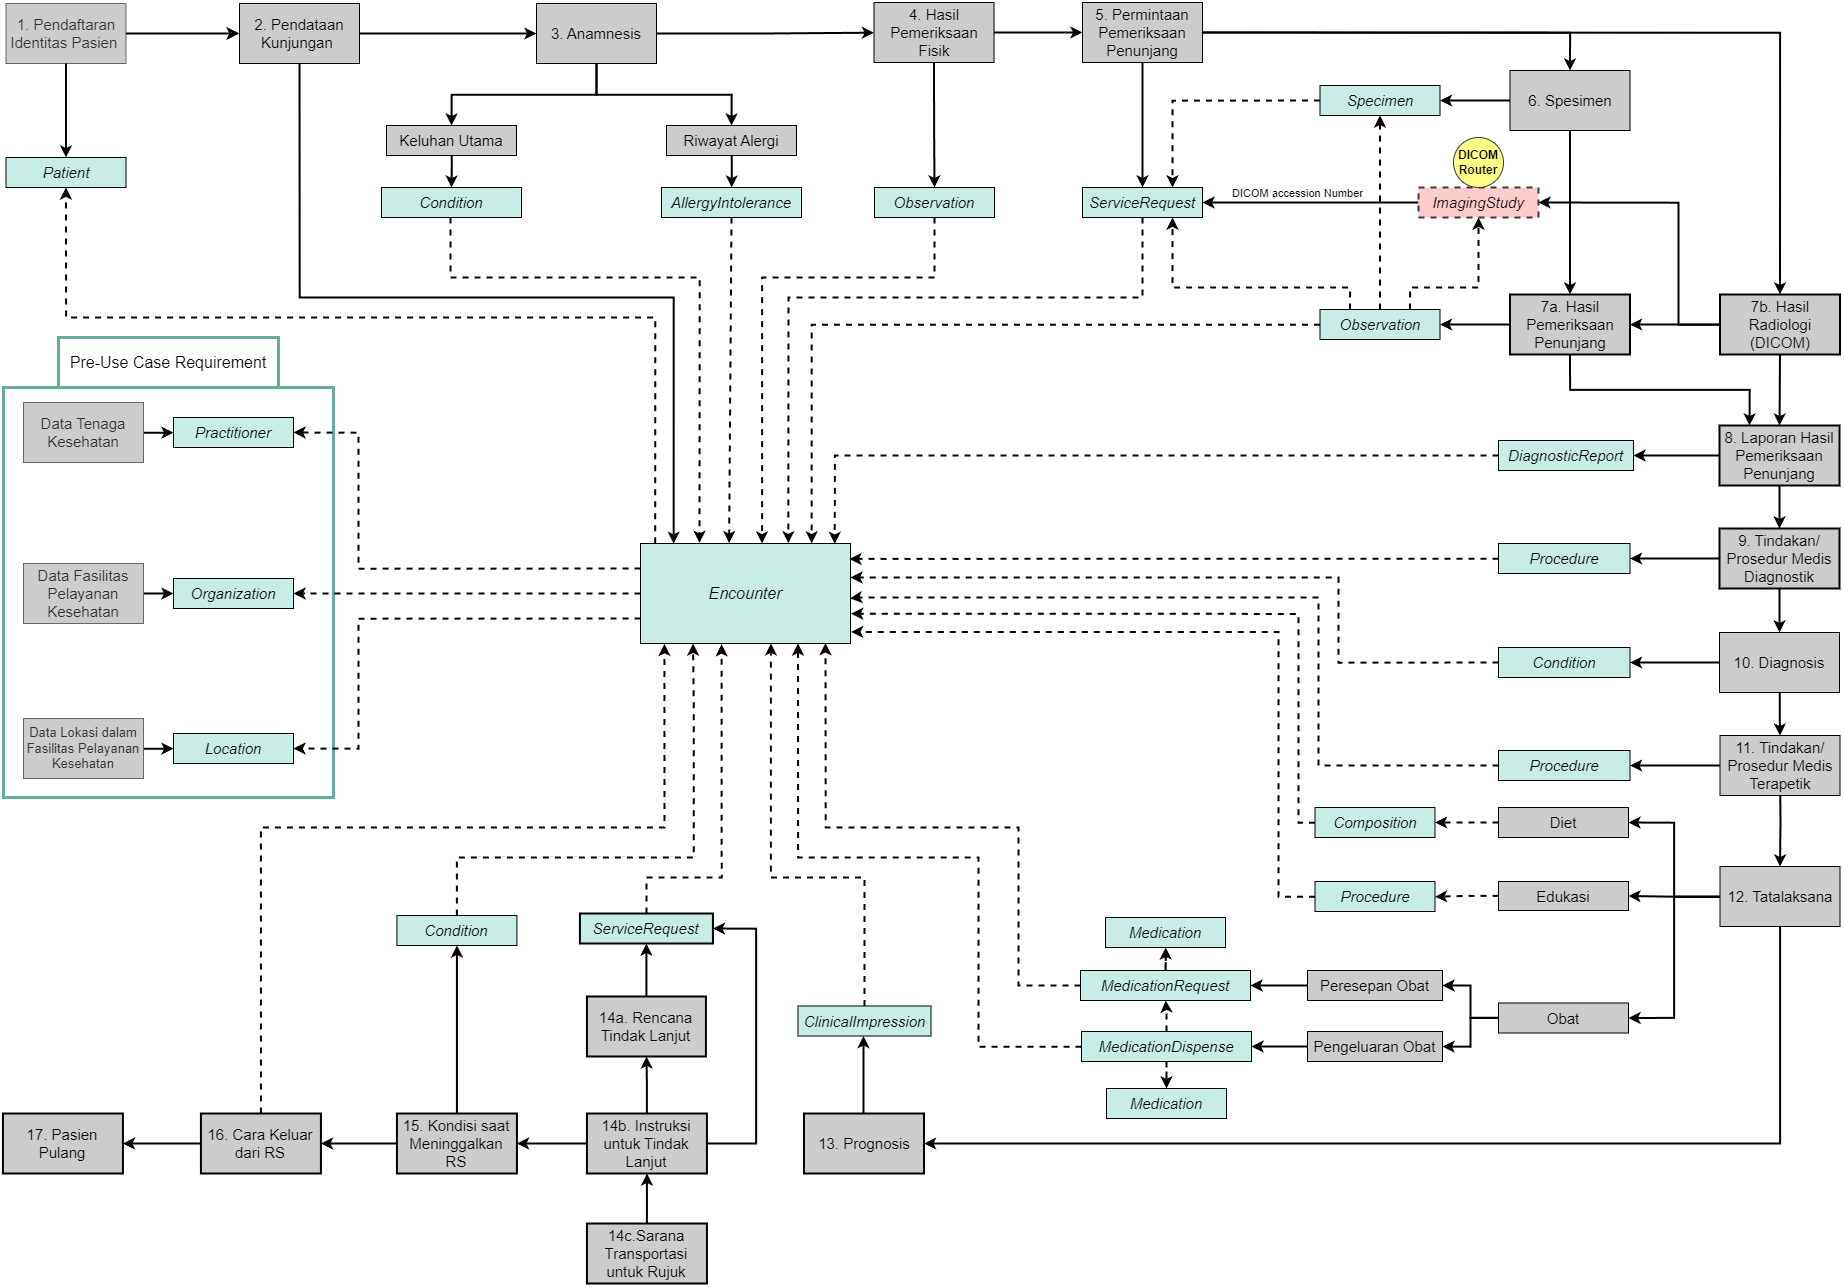 1. Pendaftaran
Identitas Pasien
2. Pendataan
Kunjungan
3. Anamnesis
4. Hasil
Pemeriksaan
Fisik
5. Permintaan
Pemeriksaan
Penunjang
Specimen
6. Spesimen
Keluhan Utama
Riwayat Alergi
DICOM
Router
Patient
Condition
AllergyIntolerance
Observation
ServiceRequest
DICOM accession Number
ImagingStudy
Observation
7a. Hasil
Pemeriksaan
Penunjang
7b. Hasil
Radiologi
(DICOM)
Pre-Use Case Requirement
Data Tenaga
Kesehatan
Practitioner
DiagnosticReport
8. Laporan Hasil
Pemeriksaan
Penunjang
Data Fasilitas
Pelayanan
Kesehatan
Organization
Encounter
Procedure
9. Tindakan/
Prosedur Medis
Diagnostik
Condition
10. Diagnosis
Data Lokasi dalam
Fasilitas Pelayanan
Kesehatan
Location
Procedure
11. Tindakan/
Prosedur Medis
Terapetik
Composition
Diet
Procedure
Edukasi
12. Tatalaksana
Condition
ServiceRequest
Medication
MedicationRequest
Peresepan Obat
Obat
14a. Rencana
Tindak Lanjut
ClinicalImpression
MedicationDispense
Pengeluaran Obat
Medication
17. Pasien
Pulang
16. Cara Keluar
dari RS
15. Kondisi saat
Meninggalkan
RS
14b. Instruksi
untuk Tindak
Lanjut
13. Prognosis
14c.Sarana
Transportasi
untuk Rujuk